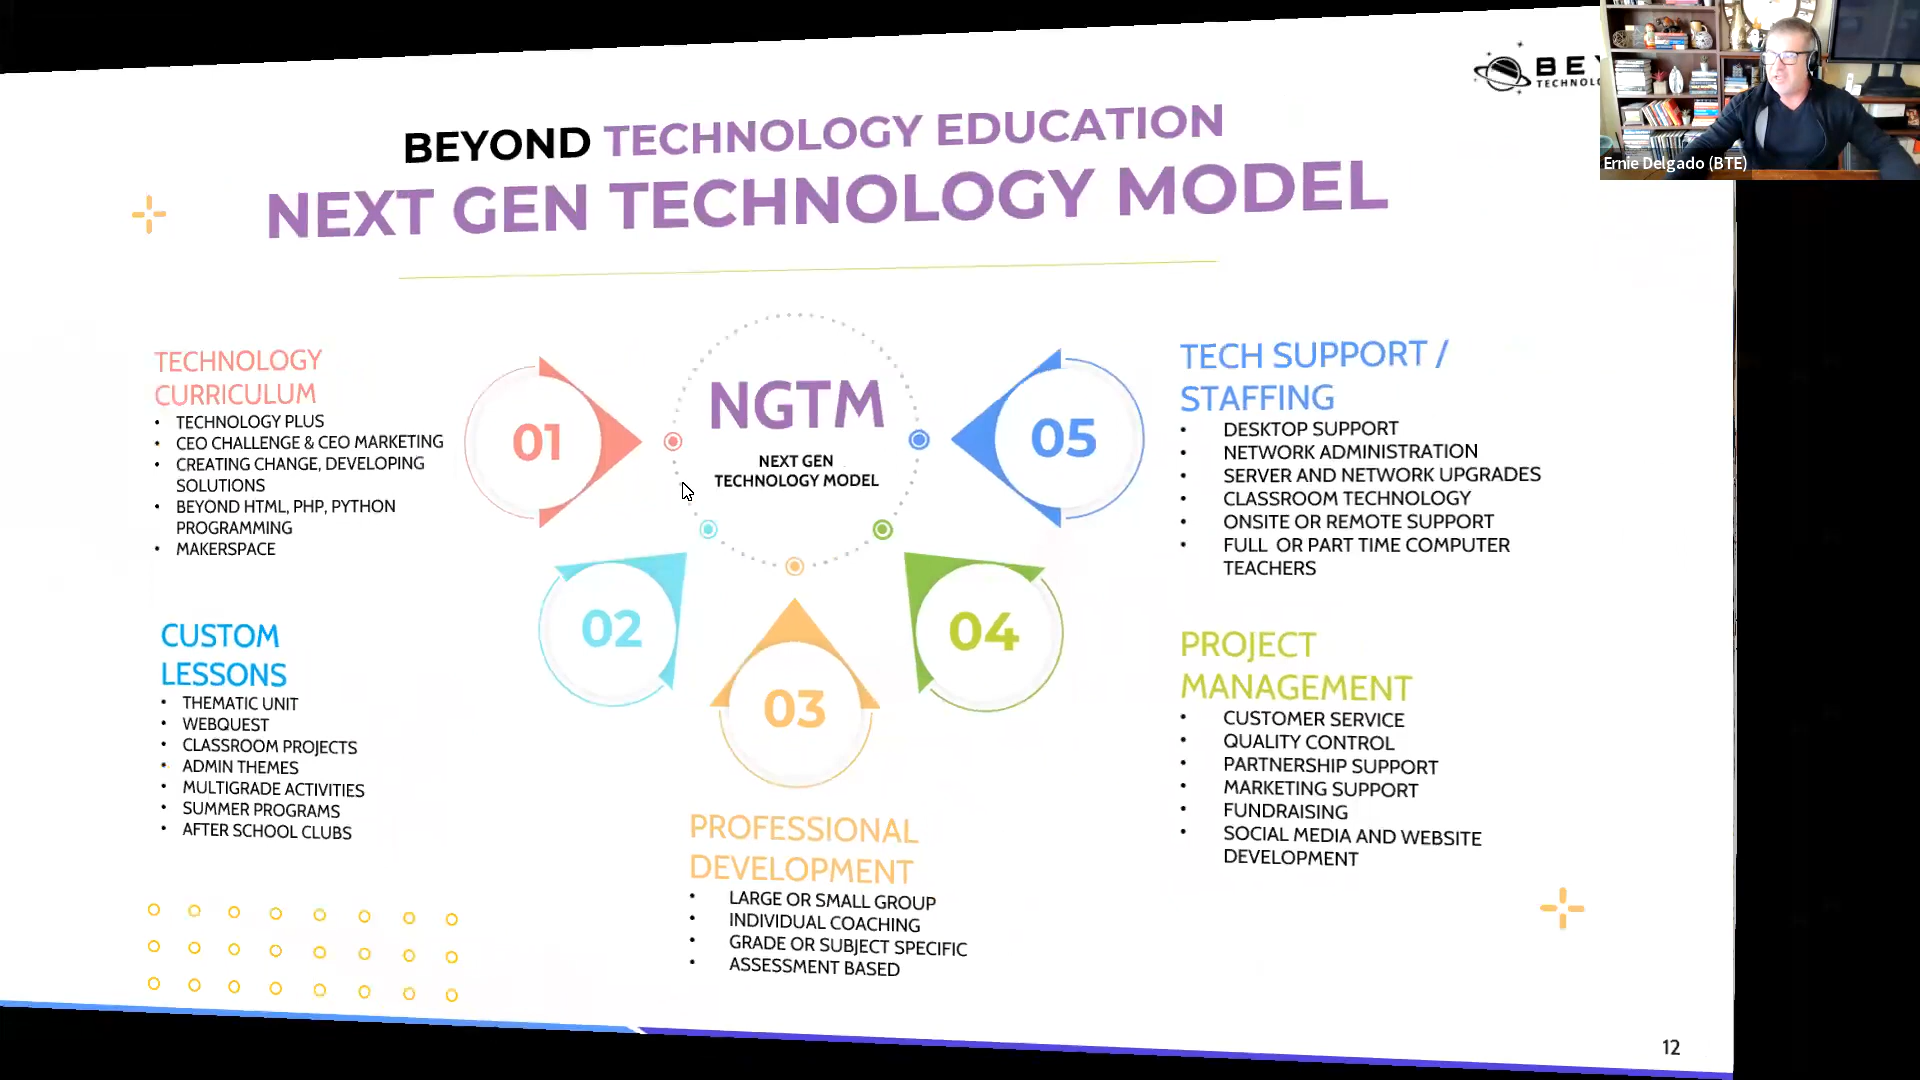 BEYOND TECHNOLOGY EDUCATION
NEXT GEN TECHNOLOGY MODEL
Ernie Delgado (BTE)
TECHNOLOGY
CURRICULUM
• TECHNOLOGY PLUS
• CEO CHALLENGE & CEO MARKETING
• CREATING CHANGE, DEVELOPING
SOLUTIONS
• BEYOND HTML, PHP, PYTHON
PROGRAMMING
• MAKERSPACE
CUSTOM
LESSONS
• THEMATIC UNIT
• WEBQUEST
• CLASSROOM PROJECTS
• ADMIN THEMES
• MULTIGRADE ACTIVITIES
• SUMMER PROGRAMS
• AFTER SCHOOL CLUBS
01
02
03
04
05
NGTM
NEXT GEN
TECHNOLOGY MODEL
PROFESSIONAL
DEVELOPMENT
• LARGE OR SMALL GROUP
• INDIVIDUAL COACHING
• GRADE OR SUBJECT SPECIFIC
• ASSESSMENT BASED
TECH SUPPORT /
STAFFING
• DESKTOP SUPPORT
• NETWORK ADMINISTRATION
• SERVER AND NETWORK UPGRADES
• CLASSROOM TECHNOLOGY
• ONSITE OR REMOTE SUPPORT
• FULL OR PART TIME COMPUTER
TEACHERS
PROJECT
MANAGEMENT
• CUSTOMER SERVICE
• QUALITY CONTROL
• PARTNERSHIP SUPPORT
• MARKETING SUPPORT
• FUNDRAISING
• SOCIAL MEDIA AND WEBSITE
DEVELOPMENT
12